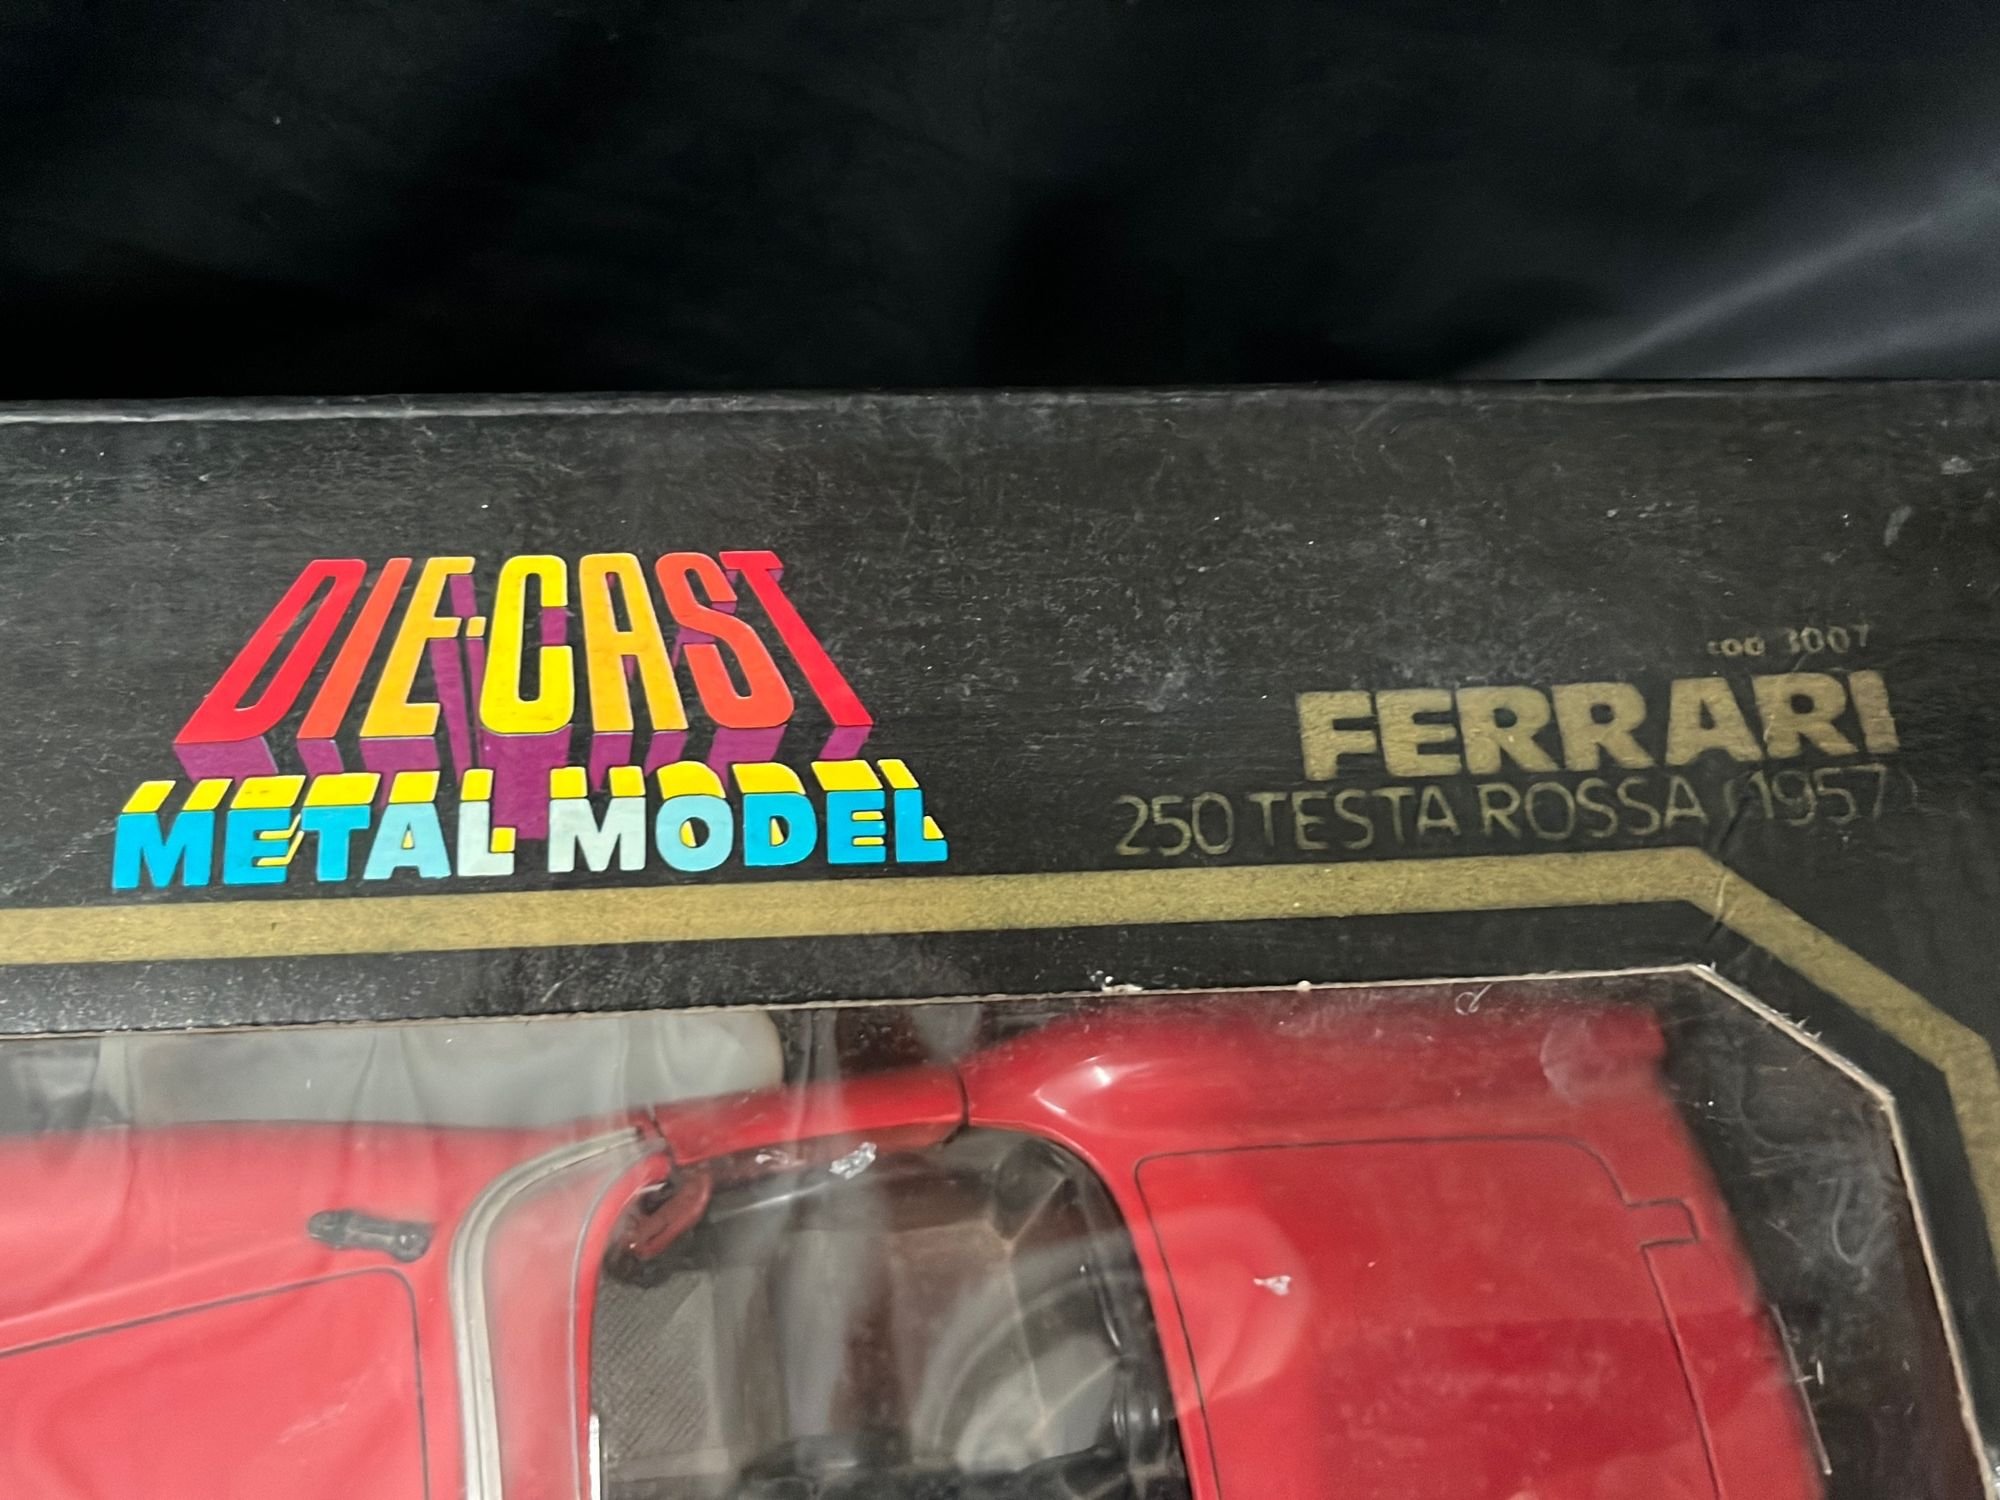 DIE-CAST
METAL MODEL
COD 3007
FERRARI
250 TESTA ROSSA (1957)